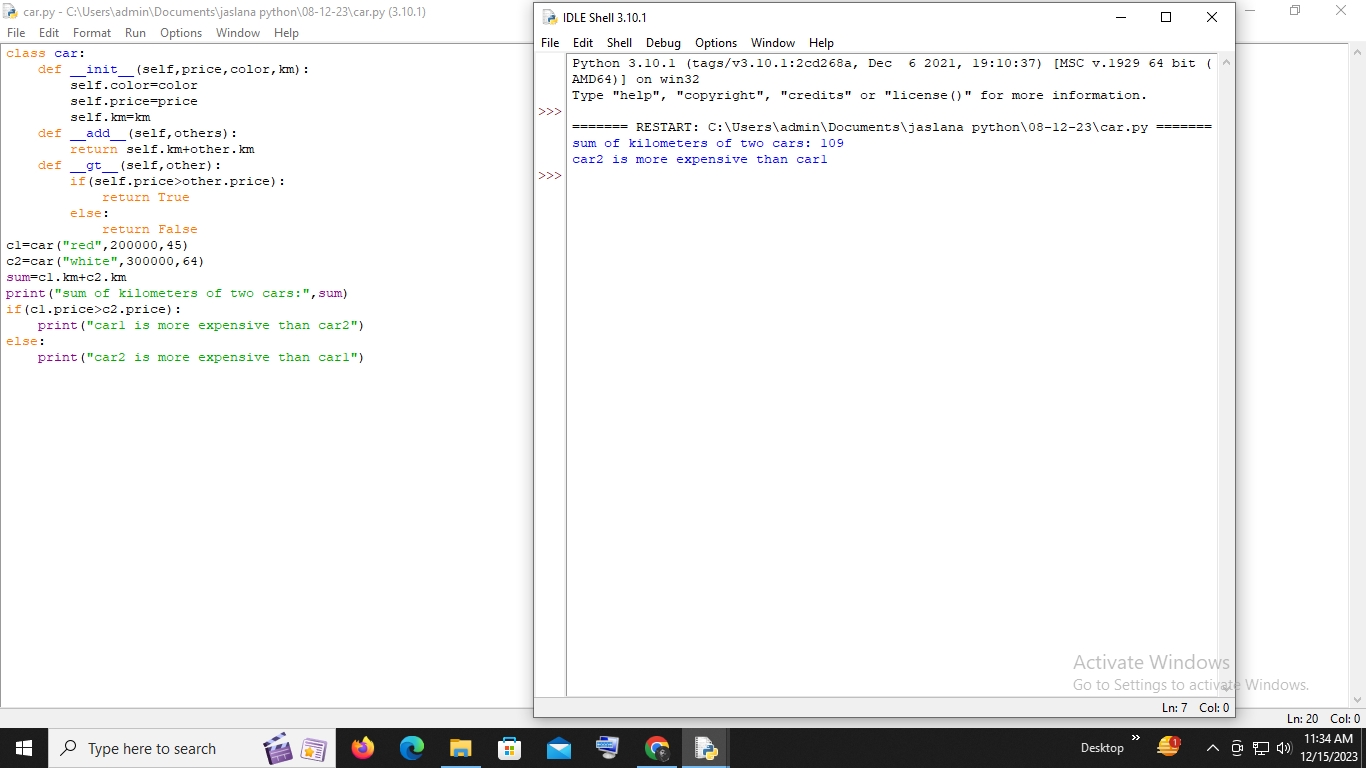 car.py - C:\Users\admin\Documents\jaslana python\08-12-23\car.py (3.10.1)
File Edit Format Run Options Window Help
class car:
    def __init__(self,price,color,km):
        self.color=color
        self.price=price
        self.km=km
    def __add__(self,others):
        return self.km+other.km
    def __gt__(self,other):
        if(self.price>other.price):
            return True
        else:
            return False
c1=car("red",200000,45)
c2=car("white",300000,64)
sum=c1.km+c2.km
print("sum of kilometers of two cars:",sum)
if(c1.price>c2.price):
    print("car1 is more expensive than car2")
else:
    print("car2 is more expensive than car1")
IDLE Shell 3.10.1
File Edit Shell Debug Options Window Help
Python 3.10.1 (tags/v3.10.1:2cd268a, Dec  6 2021, 19:10:37) [MSC v.1929 64 bit (
AMD64)] on win32
Type "help", "copyright", "credits" or "license()" for more information.
>>>
======= RESTART: C:\Users\admin\Documents\jaslana python\08-12-23\car.py =======
sum of kilometers of two cars: 109
car2 is more expensive than car1
>>>
Activate Windows
Go to Settings to activate Windows.
Ln: 7 Col: 0
Ln: 20 Col: 0
Type here to search
Desktop
1
11:34 AM
12/15/2023